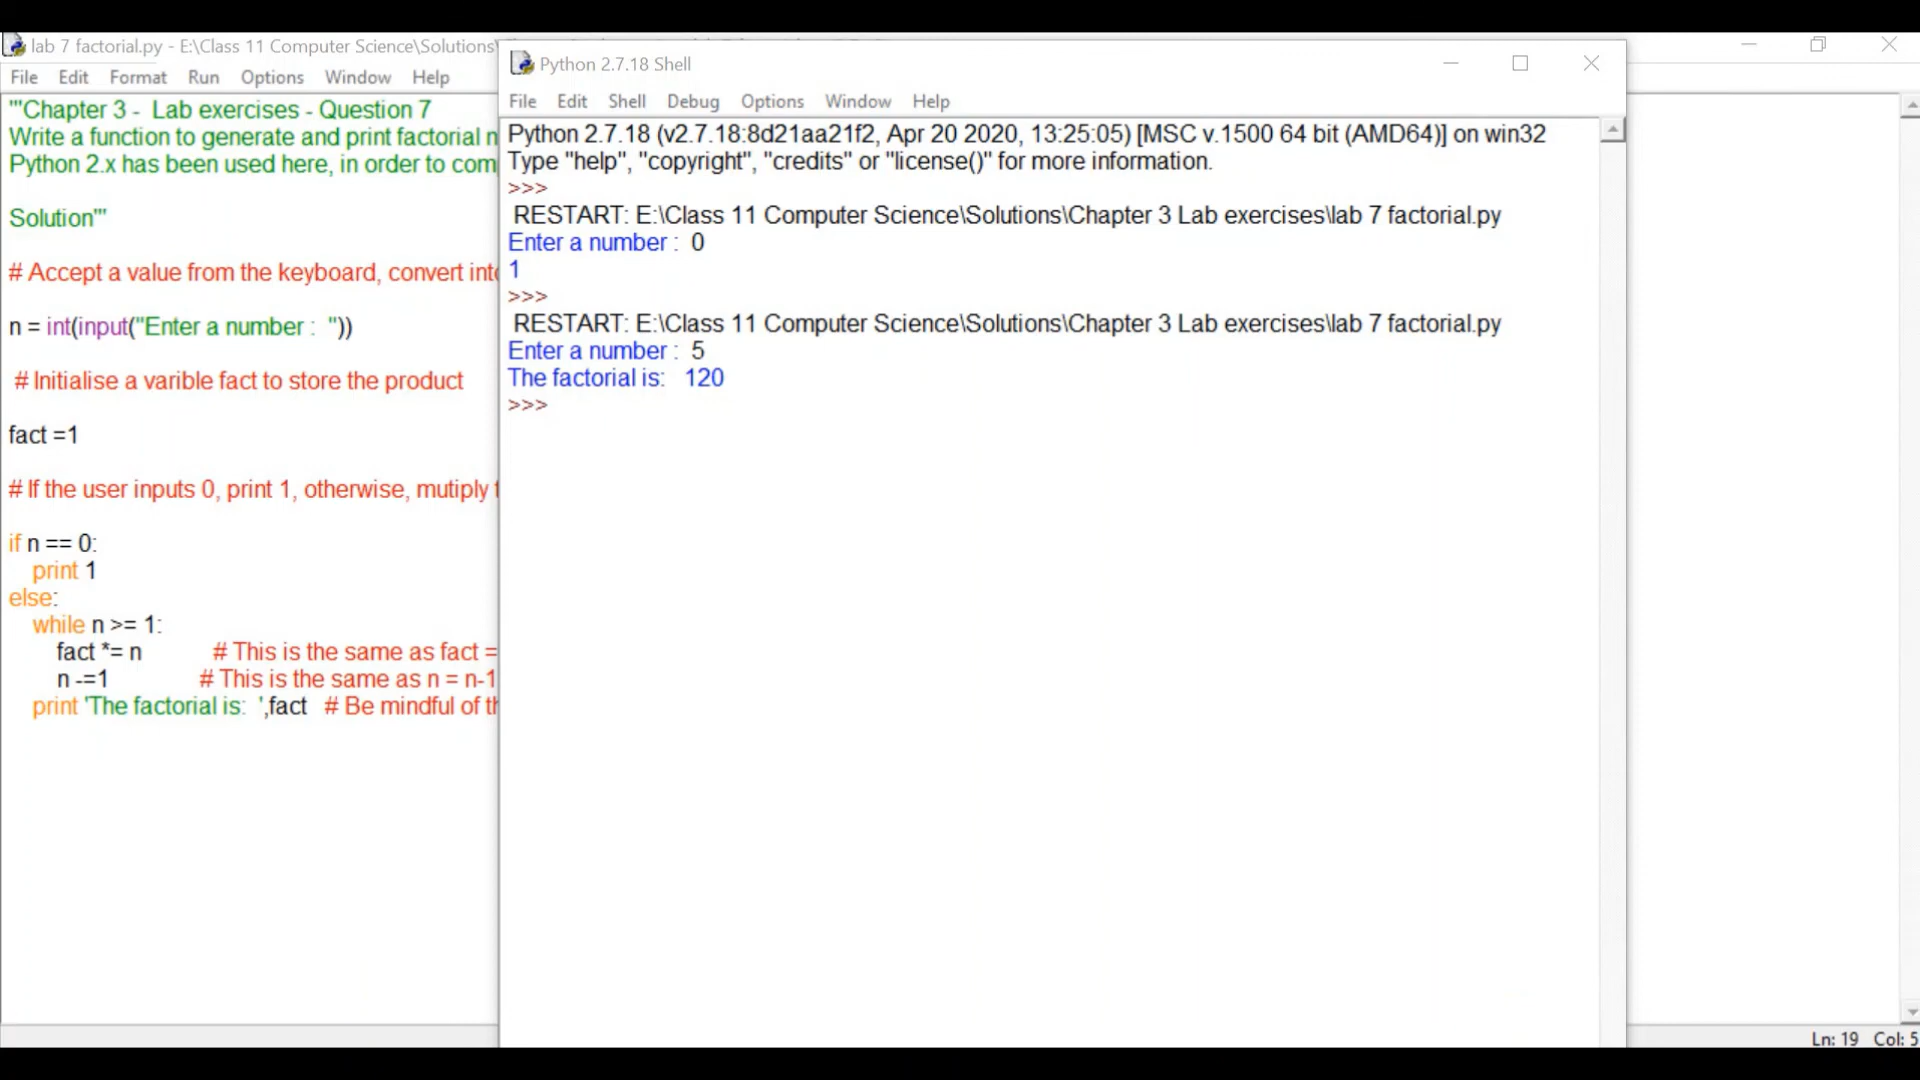 lab 7 factorial.py - E:\Class 11 Computer Science\Solutions\
File Edit Format Run Options Window Help
'''Chapter 3 -  Lab exercises - Question 7
Write a function to generate and print factorial n
Python 2.x has been used here, in order to com
Solution'''
# Accept a value from the keyboard, convert into
n = int(input("Enter a number :  "))
# Initialise a varible fact to store the product
fact =1
# If the user inputs 0, print 1, otherwise, mutiply t
if n == 0:
    print 1
else:
    while n >= 1:
        fact *= n          # This is the same as fact =
        n -=1              # This is the same as n = n-1
    print 'The factorial is:  ',fact   # Be mindful of th
Python 2.7.18 Shell
File Edit Shell Debug Options Window Help
Python 2.7.18 (v2.7.18:8d21aa21f2, Apr 20 2020, 13:25:05) [MSC v.1500 64 bit (AMD64)] on win32
Type "help", "copyright", "credits" or "license()" for more information.
>>>
 RESTART: E:\Class 11 Computer Science\Solutions\Chapter 3 Lab exercises\lab 7 factorial.py
Enter a number :  0
1
>>>
 RESTART: E:\Class 11 Computer Science\Solutions\Chapter 3 Lab exercises\lab 7 factorial.py
Enter a number :  5
The factorial is:   120
>>>
Ln: 19 Col: 5